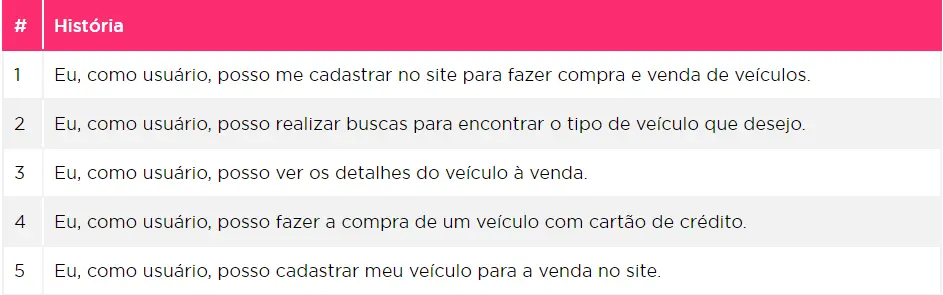 # História
1 Eu, como usuário, posso me cadastrar no site para fazer compra e venda de veículos.
2 Eu, como usuário, posso realizar buscas para encontrar o tipo de veículo que desejo.
3 Eu, como usuário, posso ver os detalhes do veículo à venda.
4 Eu, como usuário, posso fazer a compra de um veículo com cartão de crédito.
5 Eu, como usuário, posso cadastrar meu veículo para a venda no site.